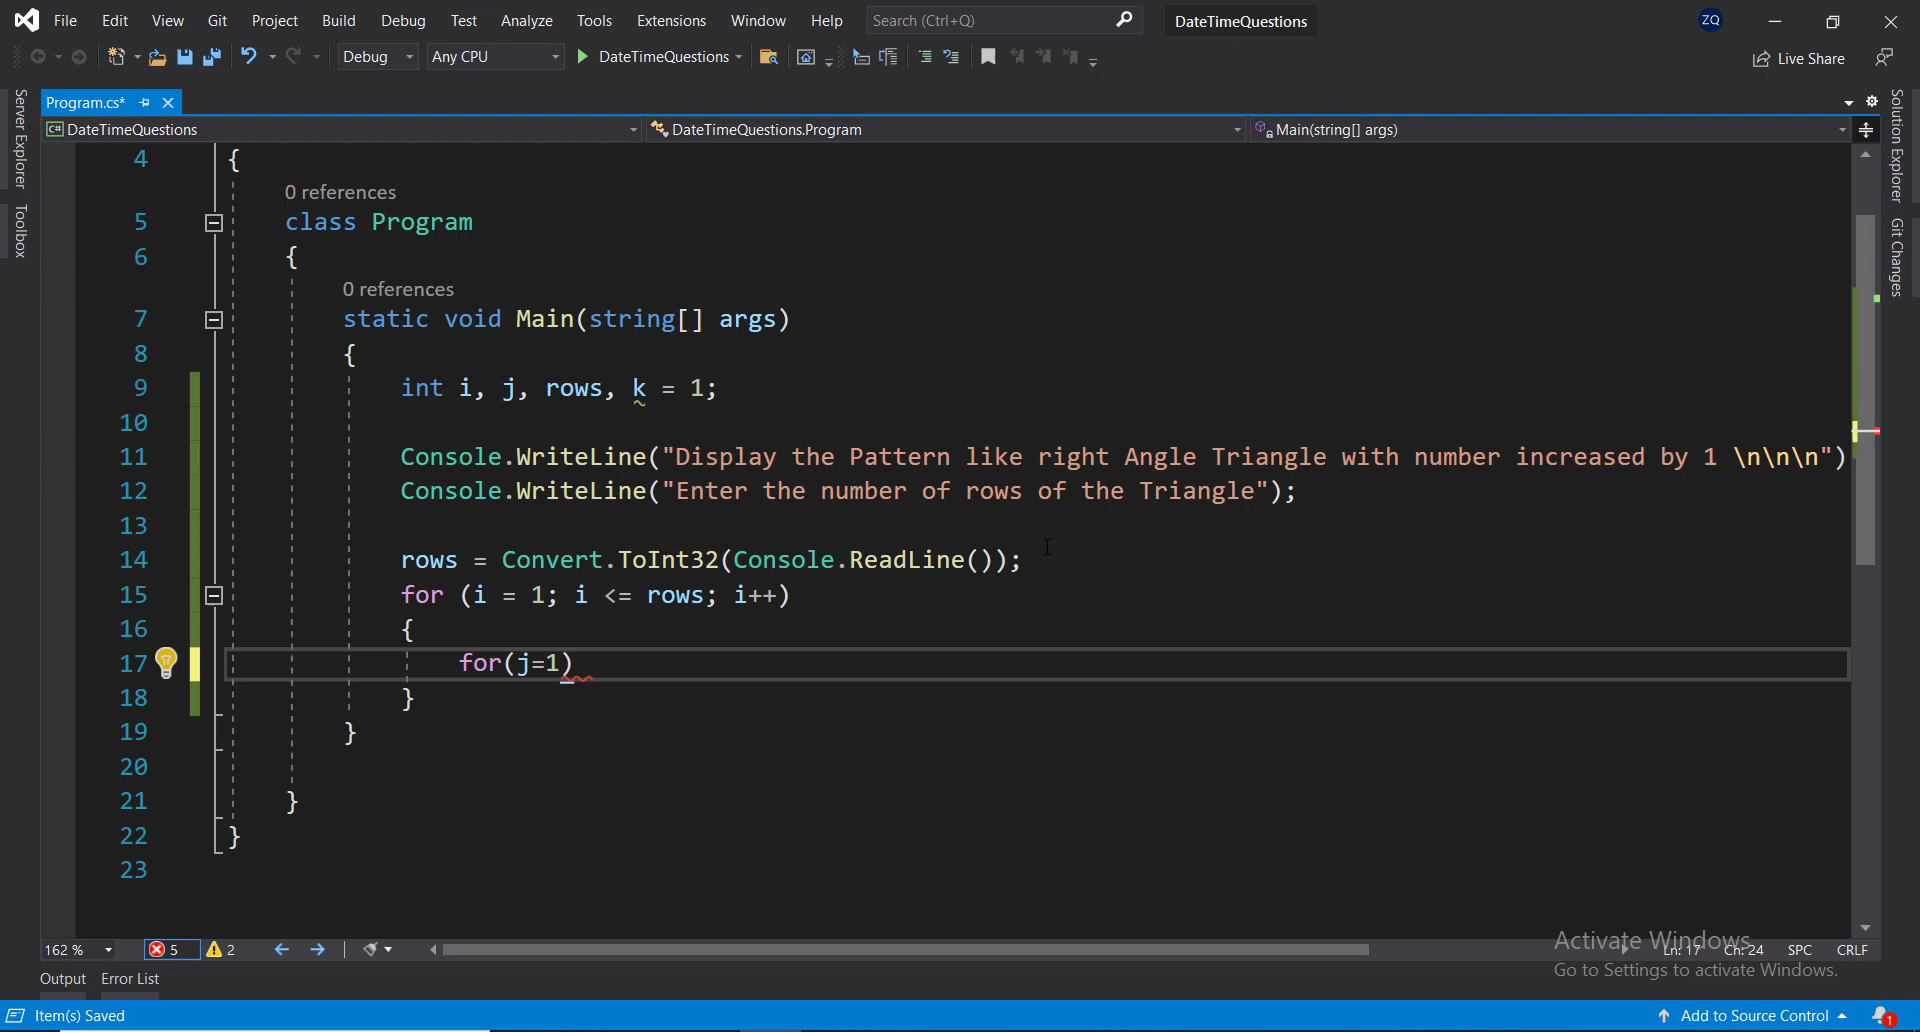 File Edit View Git Project Build Debug Test Analyze Tools Extensions Window Help Search (Ctrl+Q) DateTimeQuestions ZQ
Debug Any CPU DateTimeQuestions Live Share
Server Explorer
Toolbox
Program.cs*
C# DateTimeQuestions DateTimeQuestions.Program Main(string[] args)
Solution Explorer
Git Changes
4 {
0 references
5 class Program
6 {
0 references
7 static void Main(string[] args)
8 {
9 int i, j, rows, k = 1;
10
11 Console.WriteLine("Display the Pattern like right Angle Triangle with number increased by 1 \n\n\n")
12 Console.WriteLine("Enter the number of rows of the Triangle");
13
14 rows = Convert.ToInt32(Console.ReadLine());
15 for (i = 1; i <= rows; i++)
16 {
17 for(j=1)
18 }
19 }
20
21 }
22 }
23
162 % 5 2 Ln: 17 Ch: 24 SPC CRLF
Activate Windows
Go to Settings to activate Windows.
Output Error List
Item(s) Saved Add to Source Control 1